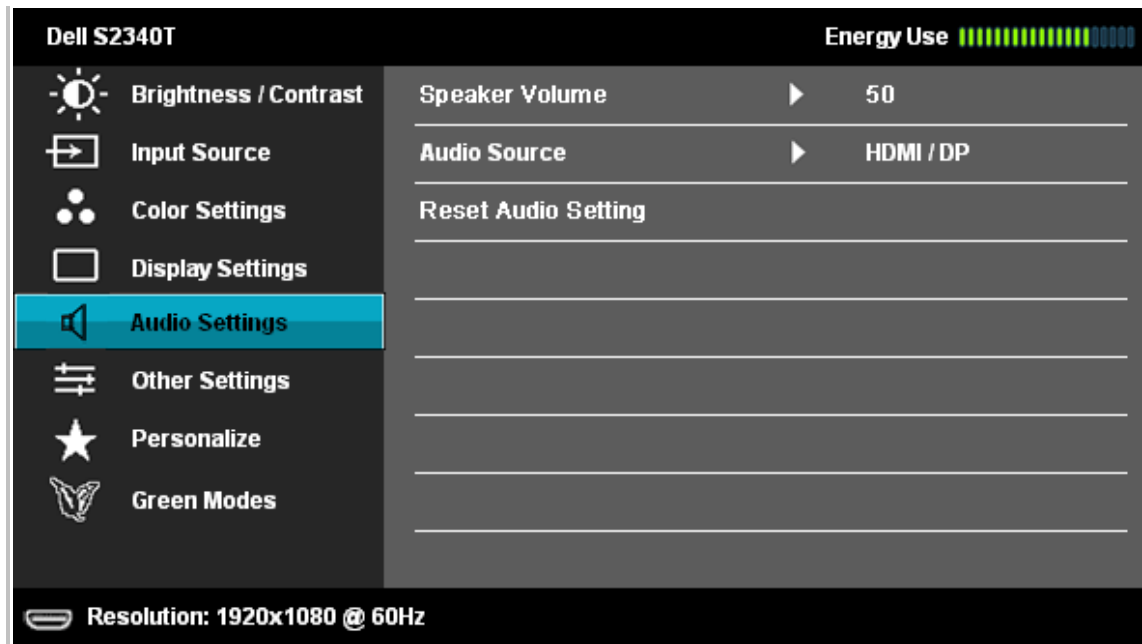 Dell S2340T Energy Use
Brightness / Contrast Speaker Volume 50
Input Source Audio Source HDMI / DP
Color Settings Reset Audio Setting
Display Settings
Audio Settings
Other Settings
Personalize
Green Modes
Resolution: 1920x1080 @ 60Hz